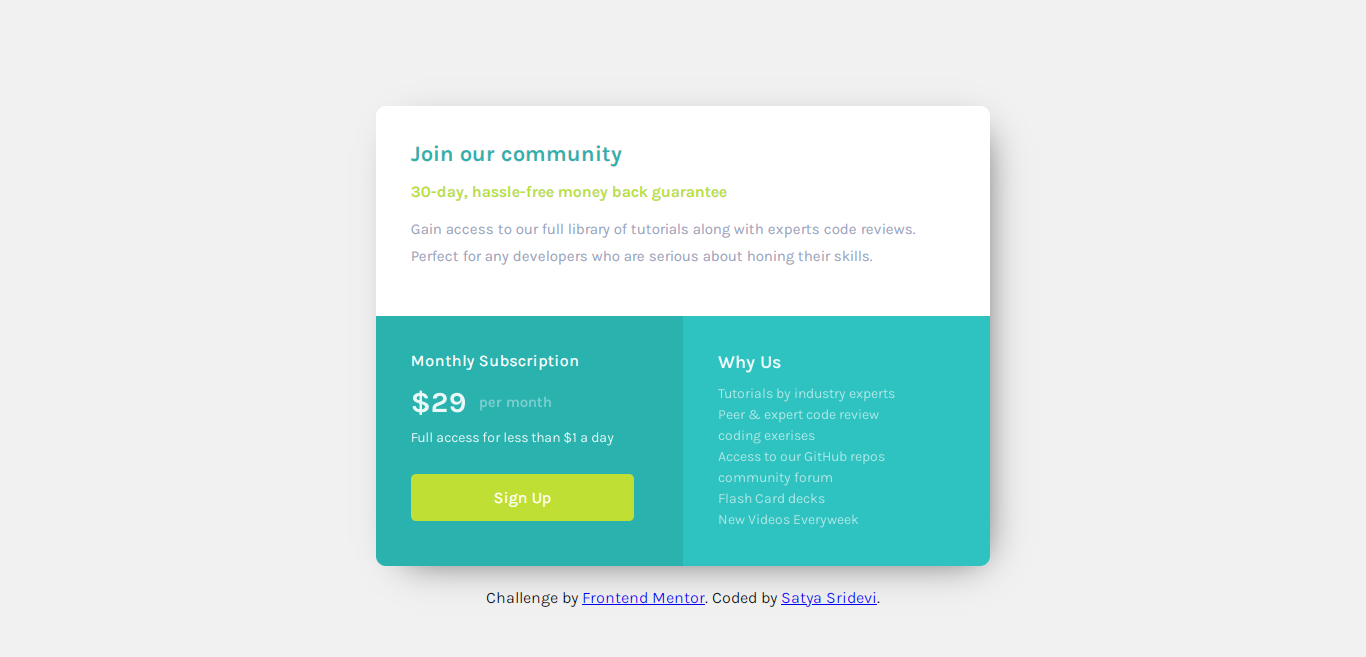 Join our community
30-day, hassle-free money back guarantee
Gain access to our full library of tutorials along with experts code reviews.
Perfect for any developers who are serious about honing their skills.
Monthly Subscription
$29 per month
Full access for less than $1 a day
Sign Up
Why Us
Tutorials by industry experts
Peer & expert code review
coding exerises
Access to our GitHub repos
community forum
Flash Card decks
New Videos Everyweek
Challenge by Frontend Mentor. Coded by Satya Sridevi.